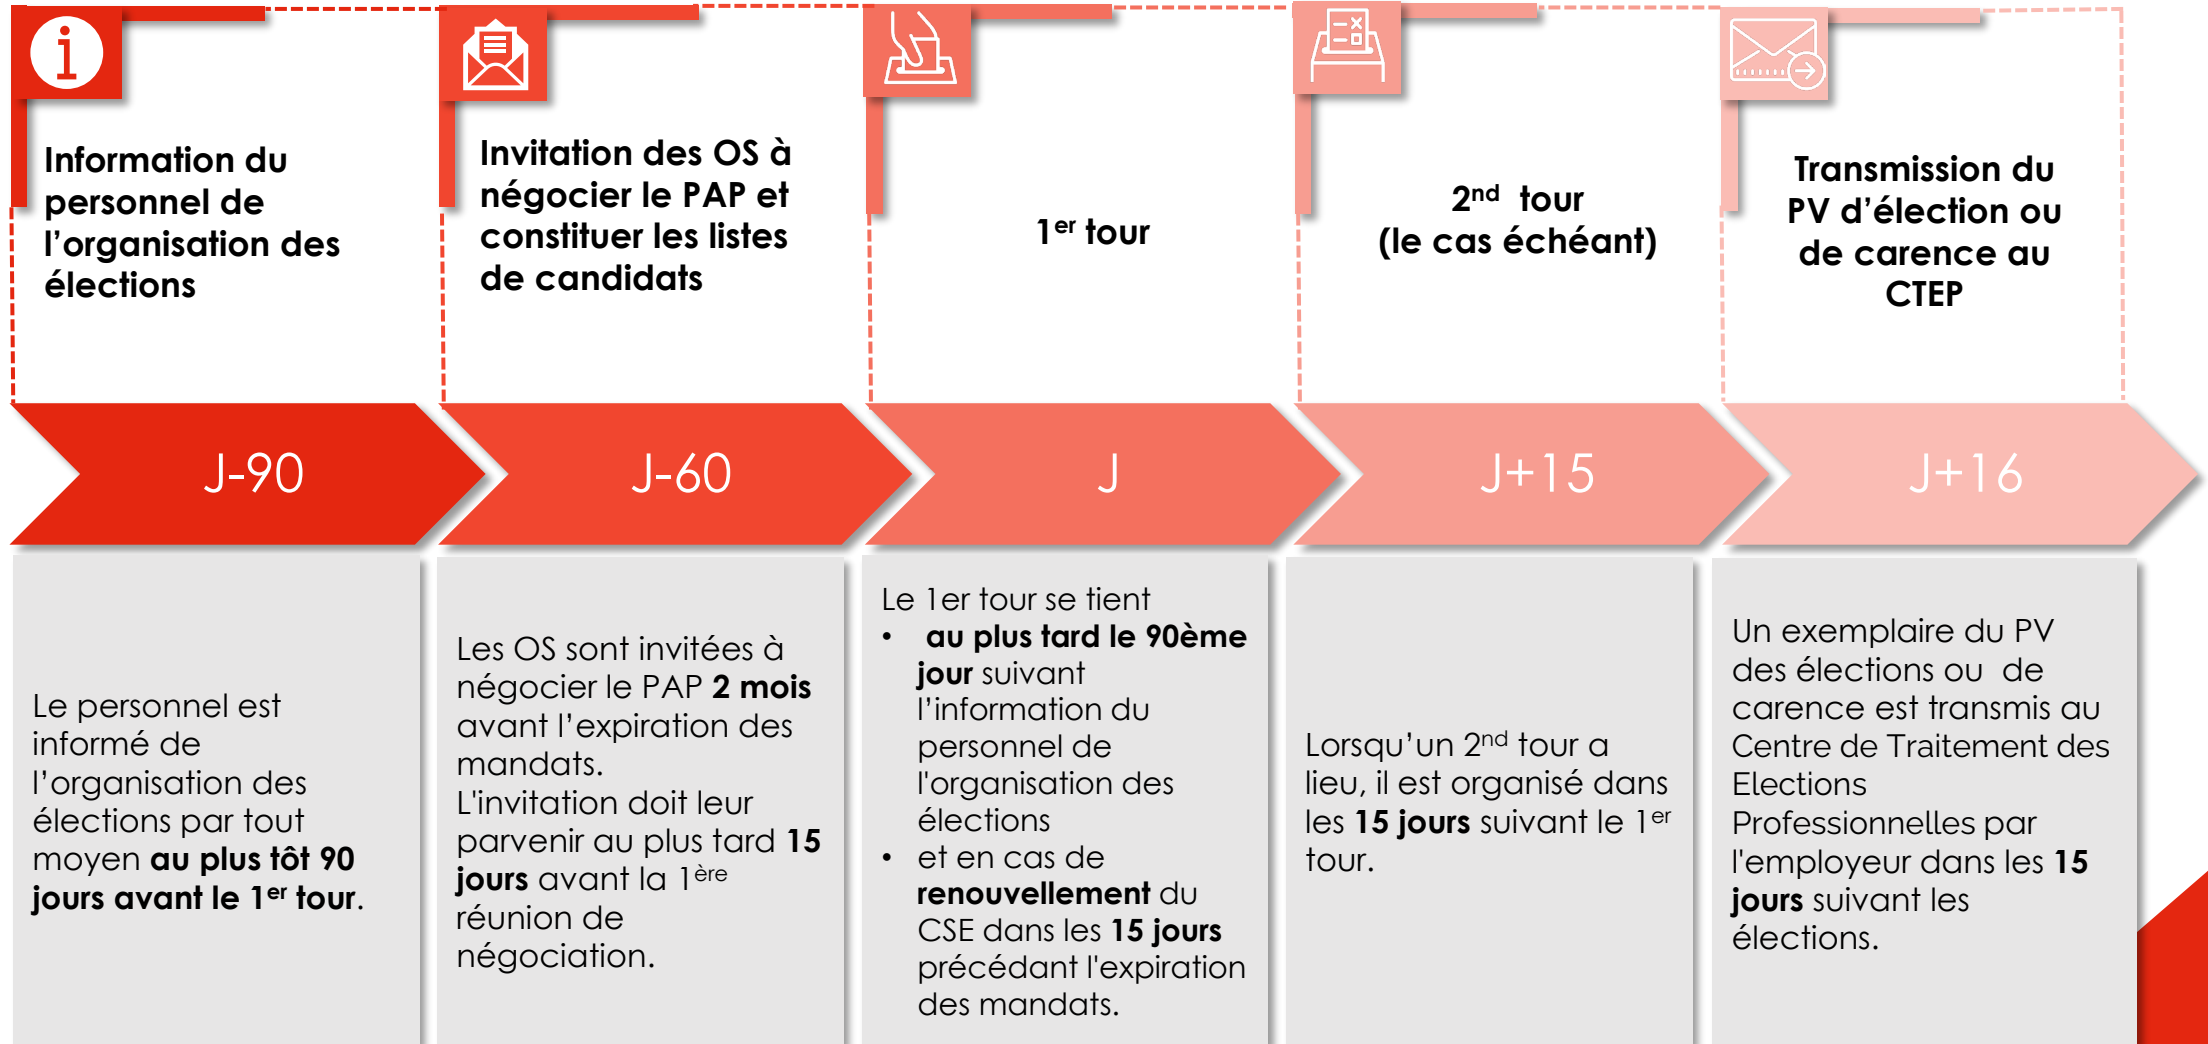 Information du
personnel de
l’organisation des
élections
Invitation des OS à
négocier le PAP et
constituer les listes
de candidats
1er tour
2nd tour
(le cas échéant)
Transmission du
PV d’élection ou
de carence au
CTEP
J-90
J-60
J
J+15
J+16
Le personnel est
informé de
l’organisation des
élections par tout
moyen au plus tôt 90
jours avant le 1er tour.
Les OS sont invitées à
négocier le PAP 2 mois
avant l’expiration des
mandats.
L'invitation doit leur
parvenir au plus tard 15
jours avant la 1ère
réunion de
négociation.
Le 1er tour se tient
• au plus tard le 90ème
jour suivant
l’information du
personnel de
l'organisation des
élections
• et en cas de
renouvellement du
CSE dans les 15 jours
précédant l'expiration
des mandats.
Lorsqu’un 2nd tour a
lieu, il est organisé dans
les 15 jours suivant le 1er
tour.
Un exemplaire du PV
des élections ou de
carence est transmis au
Centre de Traitement des
Elections
Professionnelles par
l'employeur dans les 15
jours suivant les
élections.